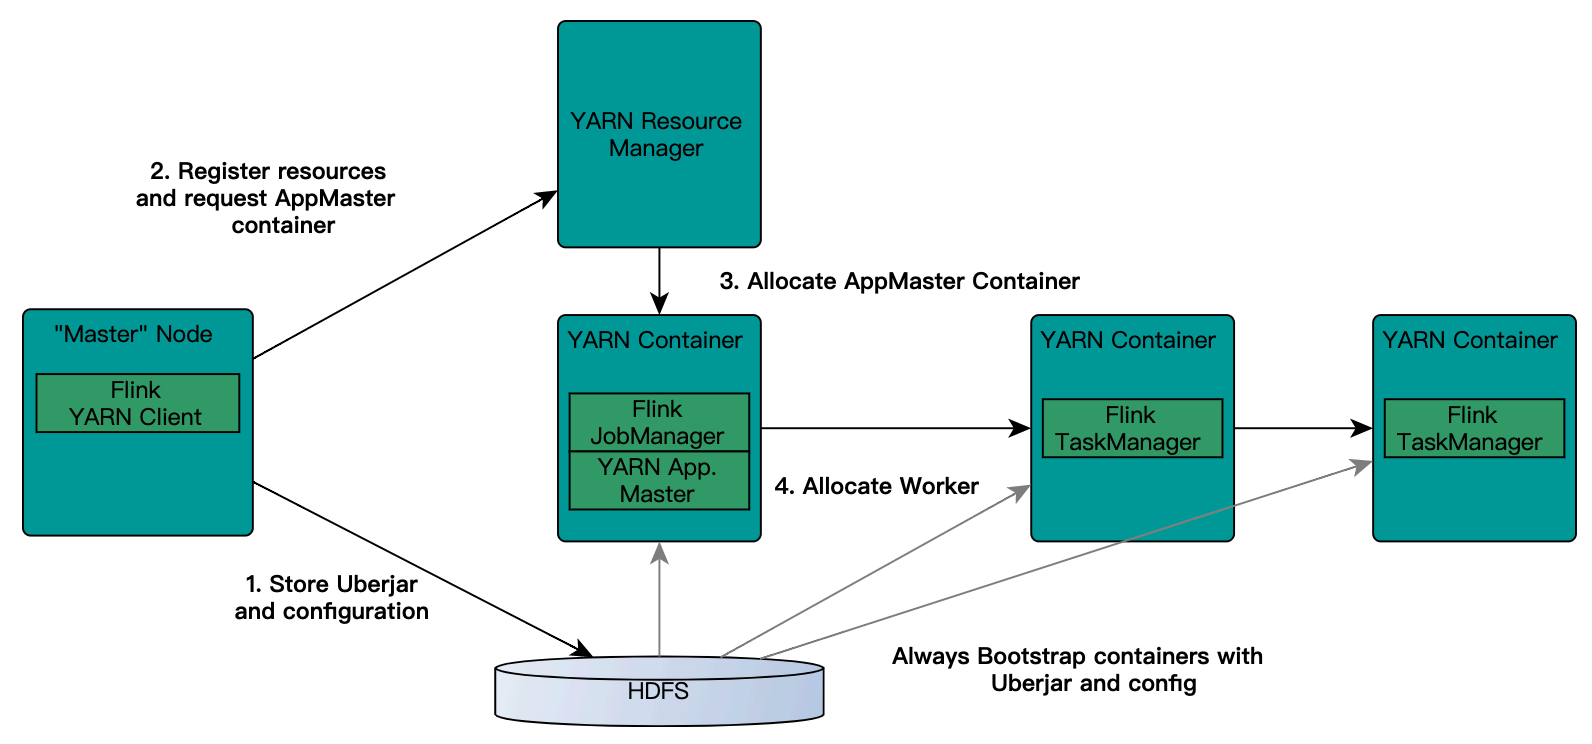 YARN Resource
Manager
2. Register resources
and request AppMaster
container
3. Allocate AppMaster Container
"Master" Node
Flink
YARN Client
YARN Container
Flink
JobManager
YARN App.
Master
YARN Container
Flink
TaskManager
YARN Container
Flink
TaskManager
4. Allocate Worker
1. Store Uberjar
and configuration
HDFS
Always Bootstrap containers with
Uberjar and config